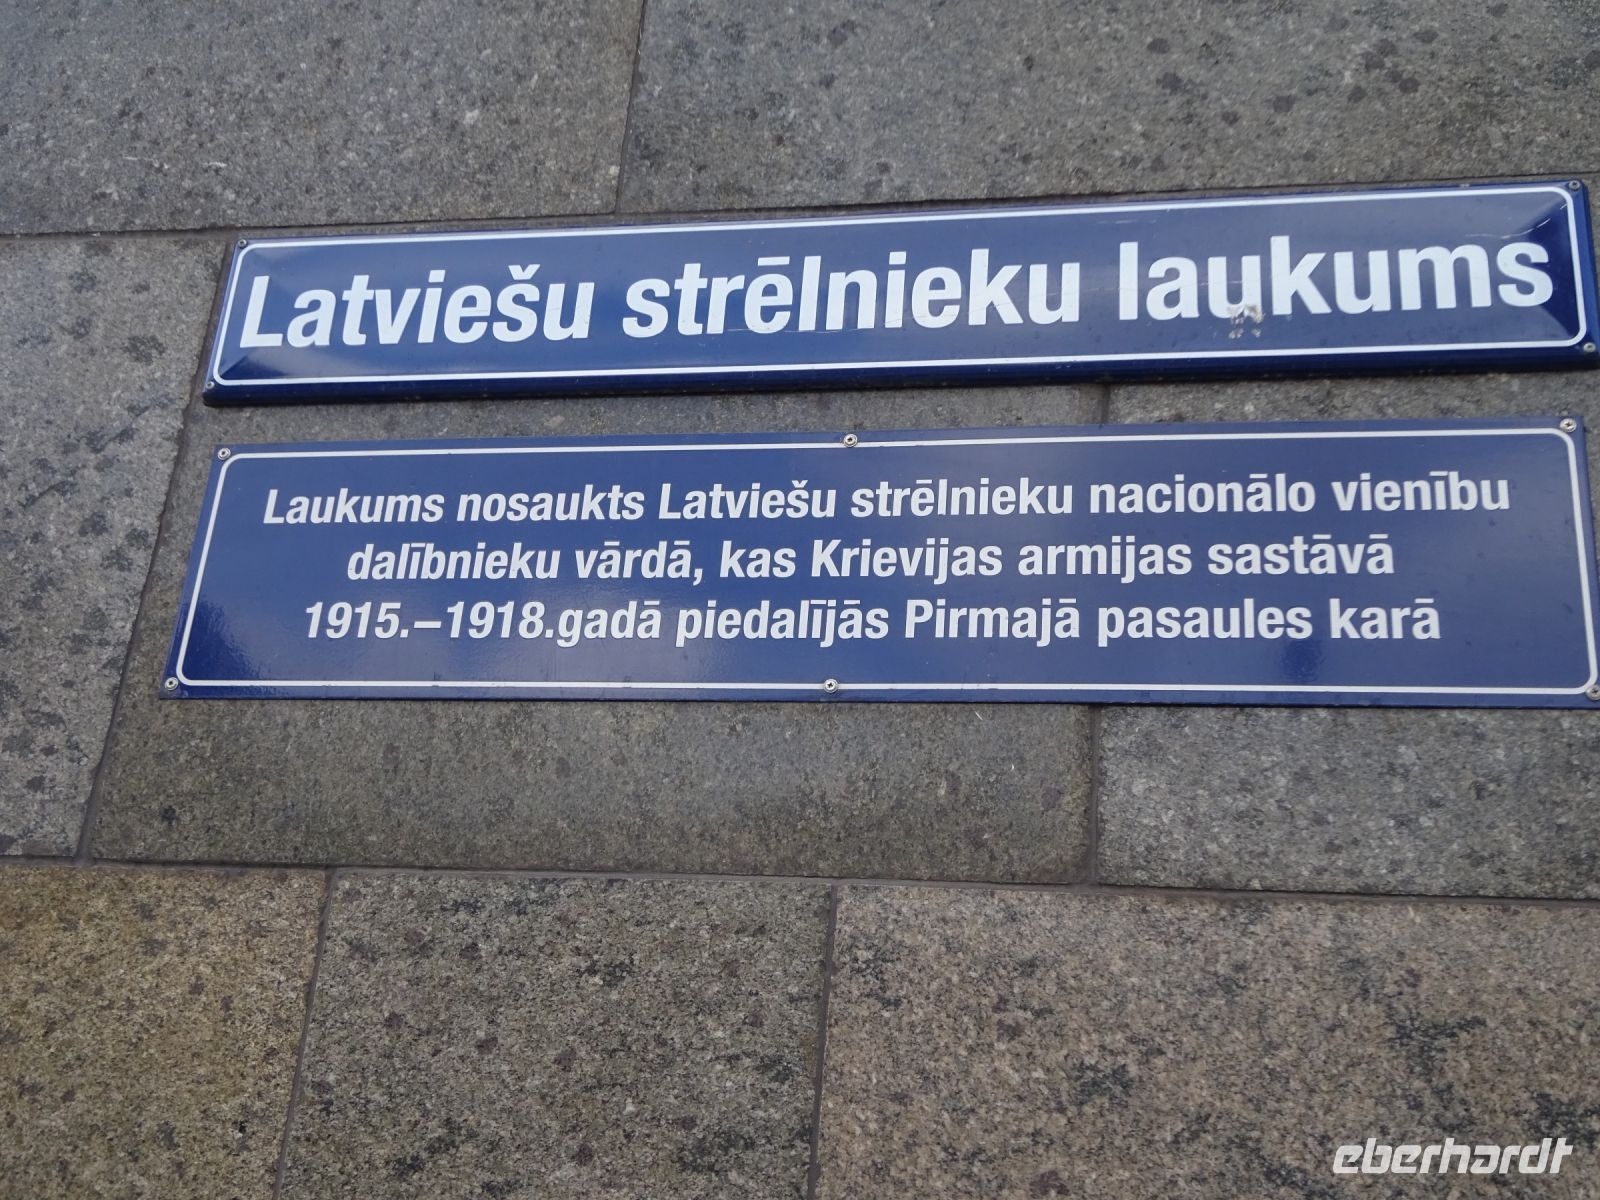 Latviešu strēlnieku laukums
Laukums nosaukts Latviešu strēlnieku nacionālo vienību
dalībnieku vārdā, kas Krievijas armijas sastāvā
1915.–1918.gadā piedalījās Pirmajā pasaules karā
eberhardt